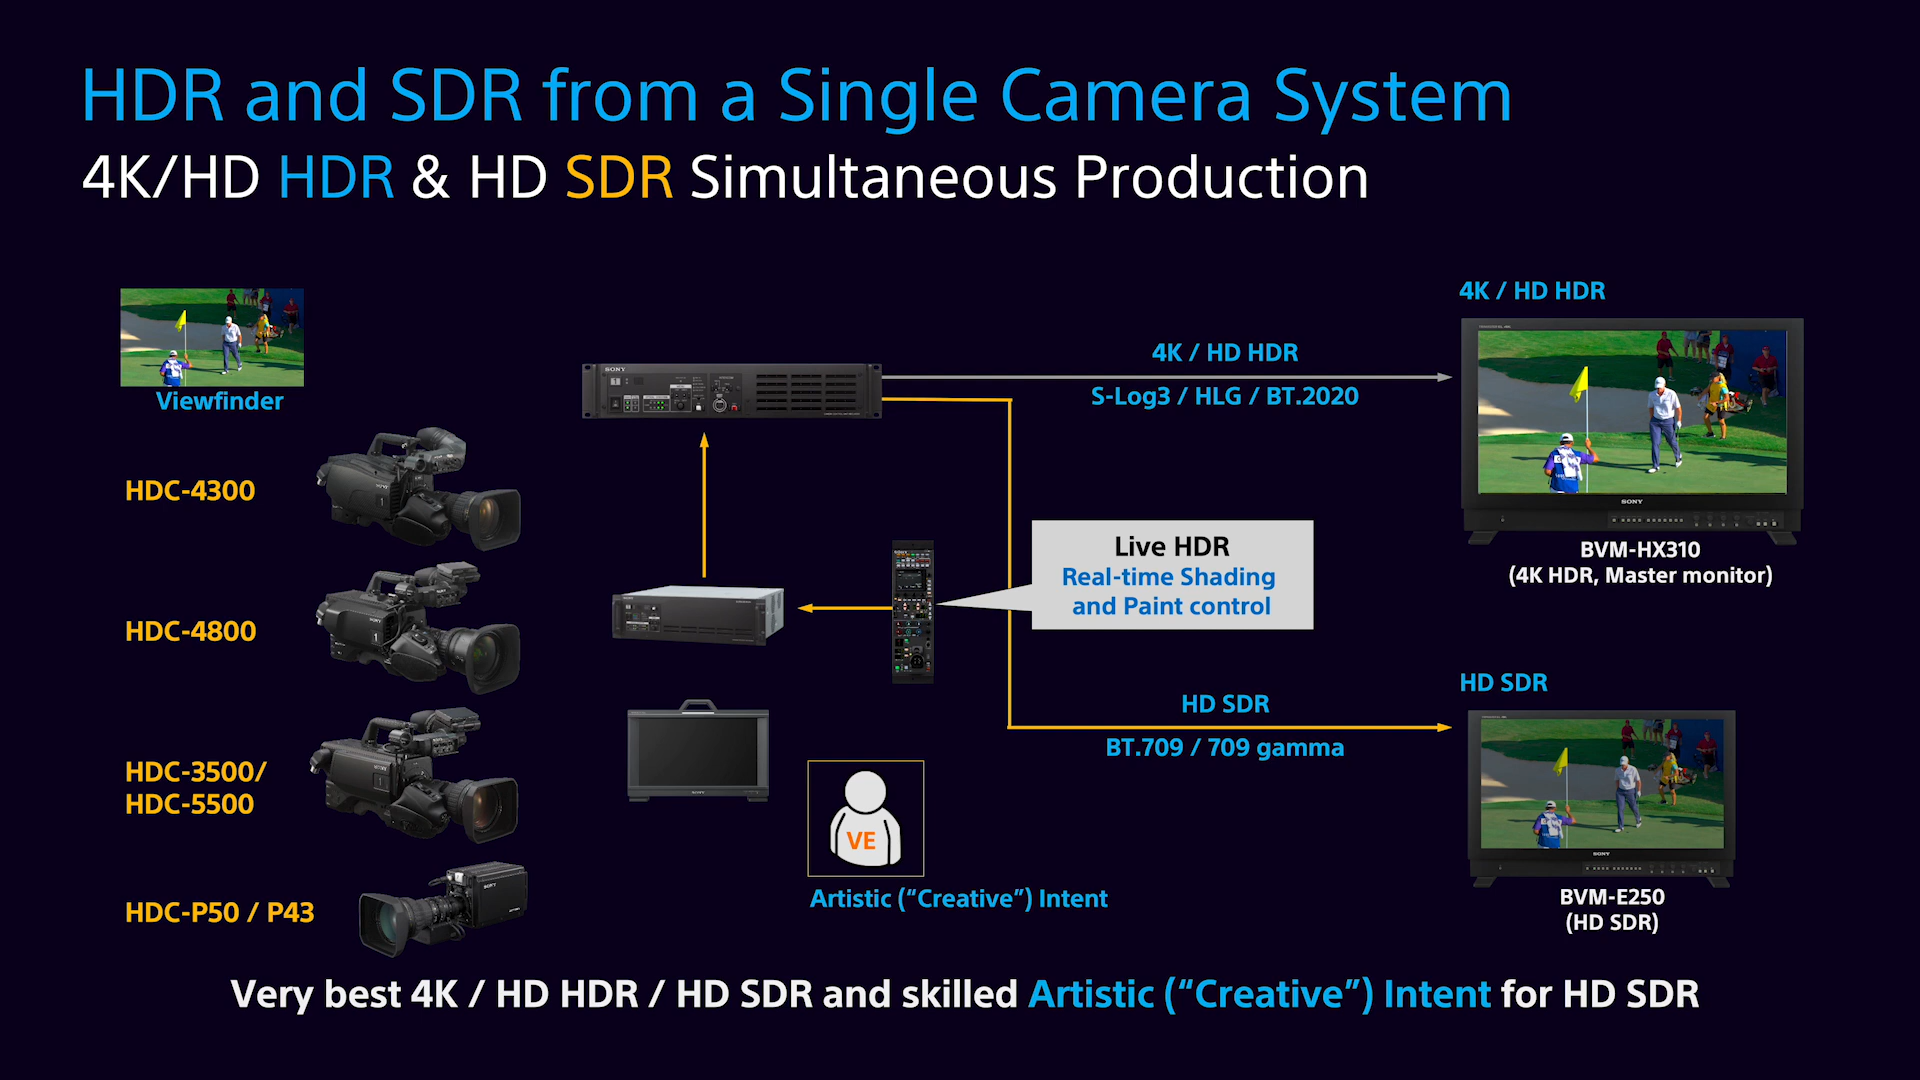 HDR and SDR from a Single Camera System
4K/HD HDR & HD SDR Simultaneous Production
Viewfinder
HDC-4300
HDC-4800
HDC-3500/
HDC-5500
HDC-P50 / P43
SONY
4K / HD HDR
S-Log3 / HLG / BT.2020
Live HDR
Real-time Shading
and Paint control
HD SDR
BT.709 / 709 gamma
VE
Artistic (“Creative”) Intent
4K / HD HDR
SONY
BVM-HX310
(4K HDR, Master monitor)
HD SDR
SONY
BVM-E250
(HD SDR)
Very best 4K / HD HDR / HD SDR and skilled Artistic (“Creative”) Intent for HD SDR